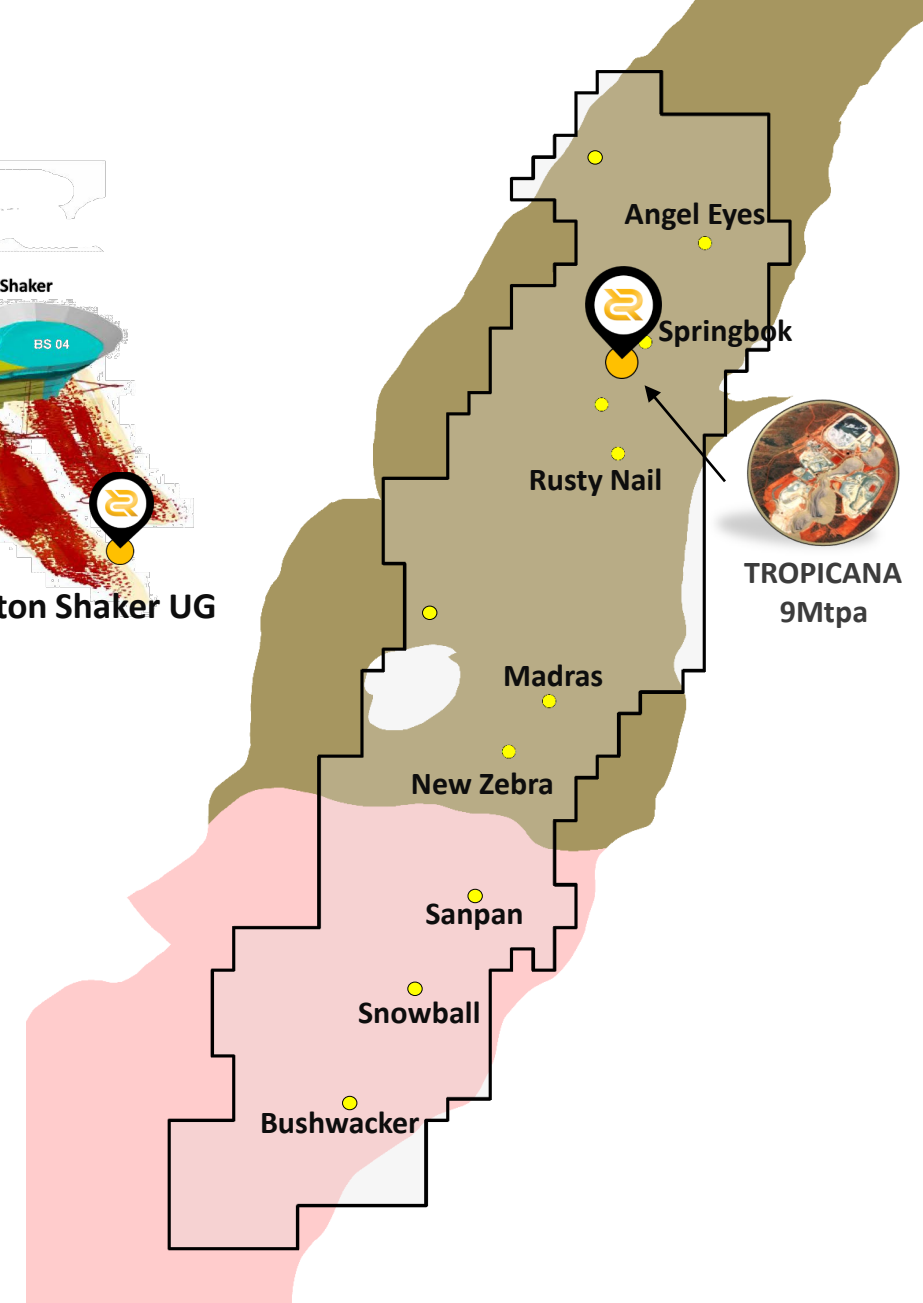 Angel Eyes
Shaker
Springbok
BS 04
Rusty Nail
TROPICANA
9Mtpa
ton Shaker UG
Madras
New Zebra
Sanpan
Snowball
Bushwacker